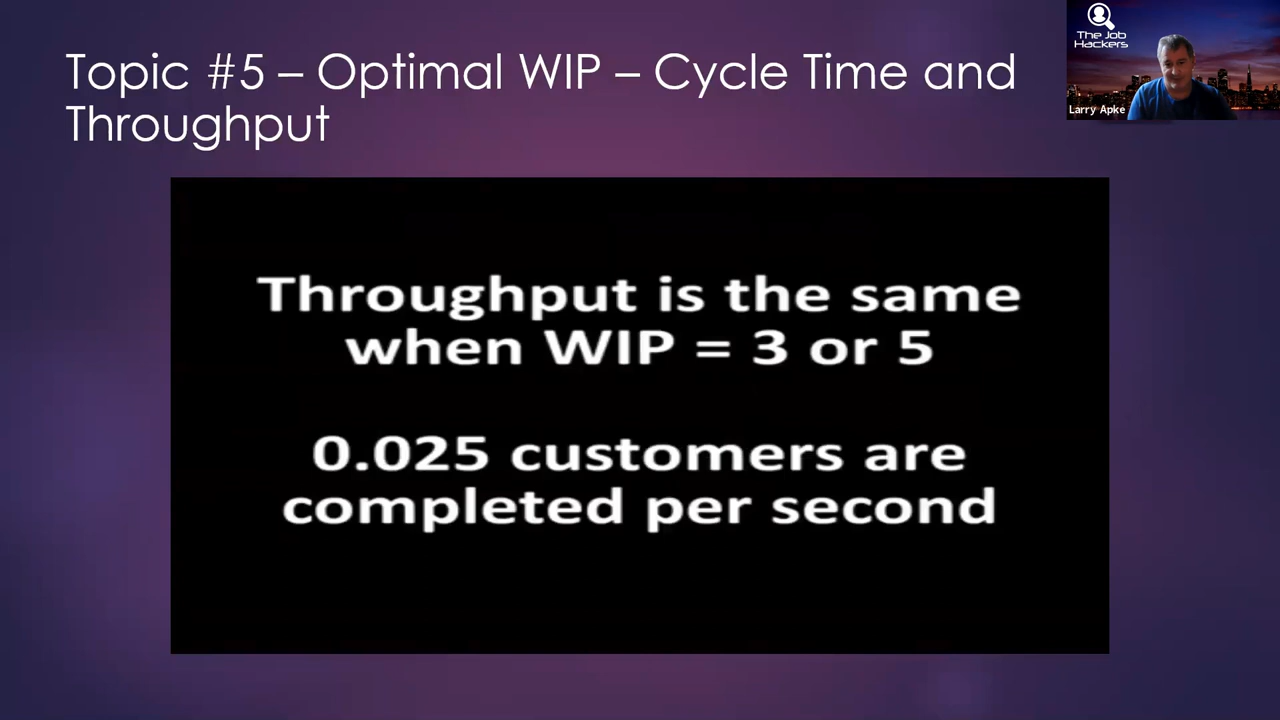 Topic #5 – Optimal WIP – Cycle Time and
Throughput
The Job
Hackers
Larry Apke
Throughput is the same
when WIP = 3 or 5
0.025 customers are
completed per second